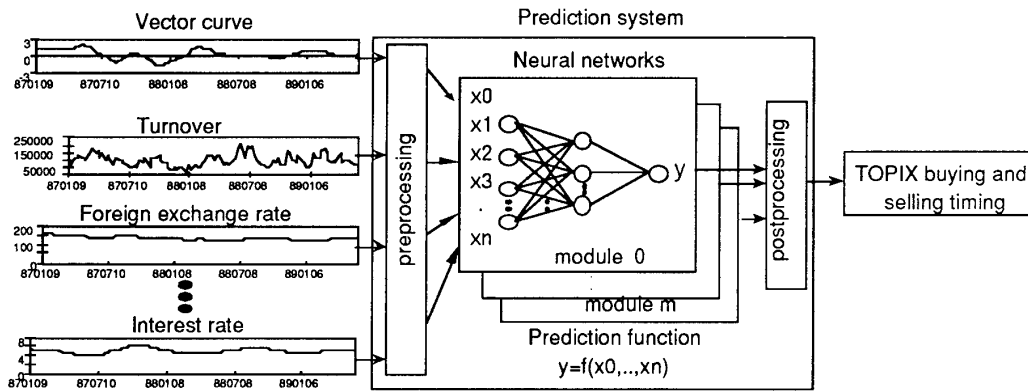 Prediction system
Vector curve
3
0
-3
870109 870710 880108 880708 890106
Turnover
250000
150000
50000
870109 870710 880108 880708 890106
Foreign exchange rate
200
100
0
870109 870710 880108 880708 890106
Interest rate
8
4
0
870109 870710 880108 880708 890106
preprocessing
Neural networks
x0
x1
x2
x3
xn
y
module 0
module m
Prediction function
y=f(x0,..,xn)
postprocessing
TOPIX buying and
selling timing